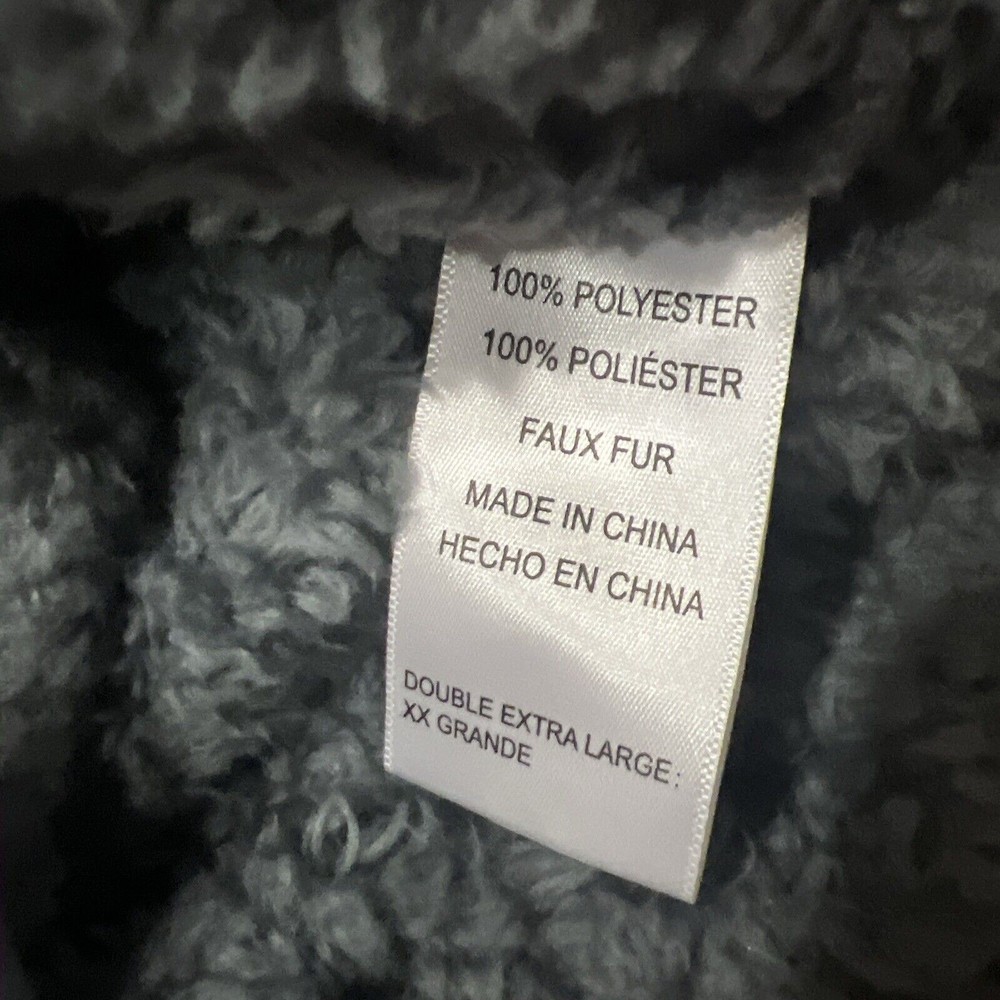 100% POLYESTER
100% POLIÉSTER
FAUX FUR
MADE IN CHINA
HECHO EN CHINA
DOUBLE EXTRA LARGE;
XX GRANDE